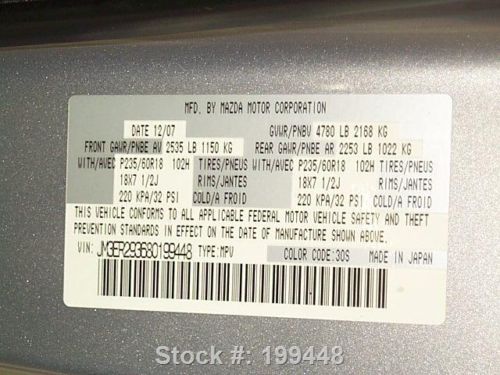 MFD. BY MAZDA MOTOR CORPORATION
DATE 12/07 GVWR/PNBV 4780 LB 2168 KG
FRONT GAWR/PNBE AV 2535 LB 1150 KG REAR GAWR/PNBE AR 2253 LB 1022 KG
WITH/AVEC P235/60R18 102H TIRES/PNEUS WITH/AVEC P235/60R18 102H TIRES/PNEUS
18X7 1/2J RIMS/JANTES 18X7 1/2J RIMS/JANTES
220 KPA/32 PSI COLD/A FROID 220 KPA/32 PSI COLD/A FROID
THIS VEHICLE CONFORMS TO ALL APPLICABLE FEDERAL MOTOR VEHICLE SAFETY AND THEFT
PREVENTION STANDARDS IN EFFECT ON THE DATE OF MANUFACTURE SHOWN ABOVE.
VIN: JM3ER293680199448 TYPE: MPV COLOR CODE: 30S MADE IN JAPAN
Stock #: 199448